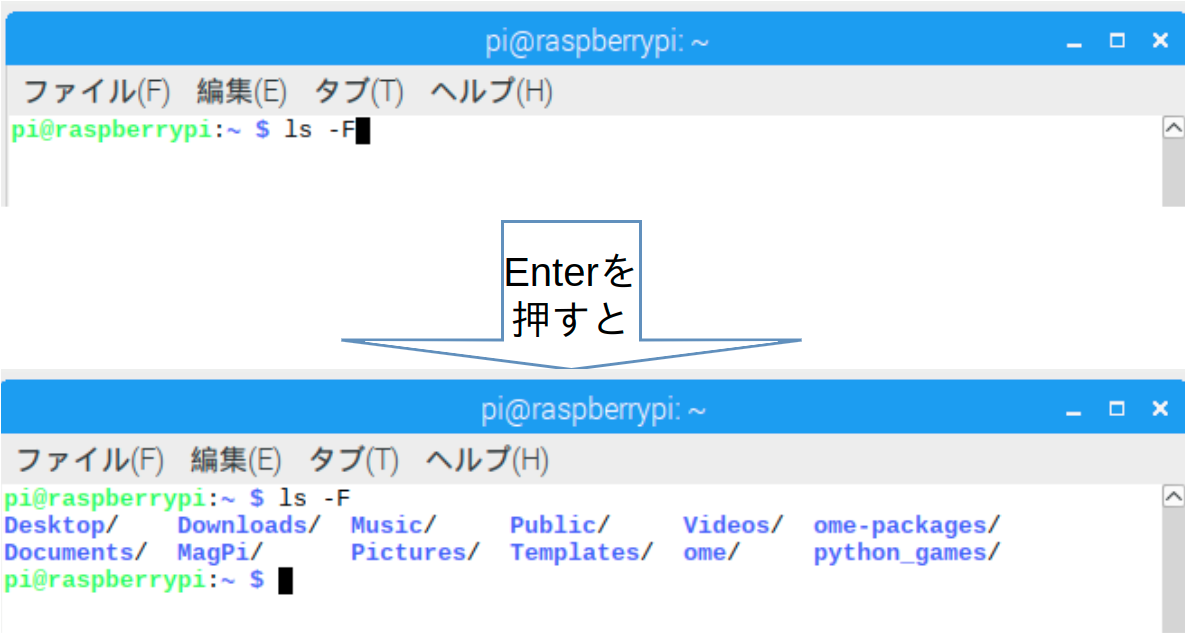 pi@raspberrypi: ~
ファイル(F) 編集(E) タブ(T) ヘルプ(H)
pi@raspberrypi:~ $ ls -F
Enterを
押すと
pi@raspberrypi: ~
ファイル(F) 編集(E) タブ(T) ヘルプ(H)
pi@raspberrypi:~ $ ls -F
Desktop/ Downloads/ Music/ Public/ Videos/ ome-packages/
Documents/ MagPi/ Pictures/ Templates/ ome/ python_games/
pi@raspberrypi:~ $